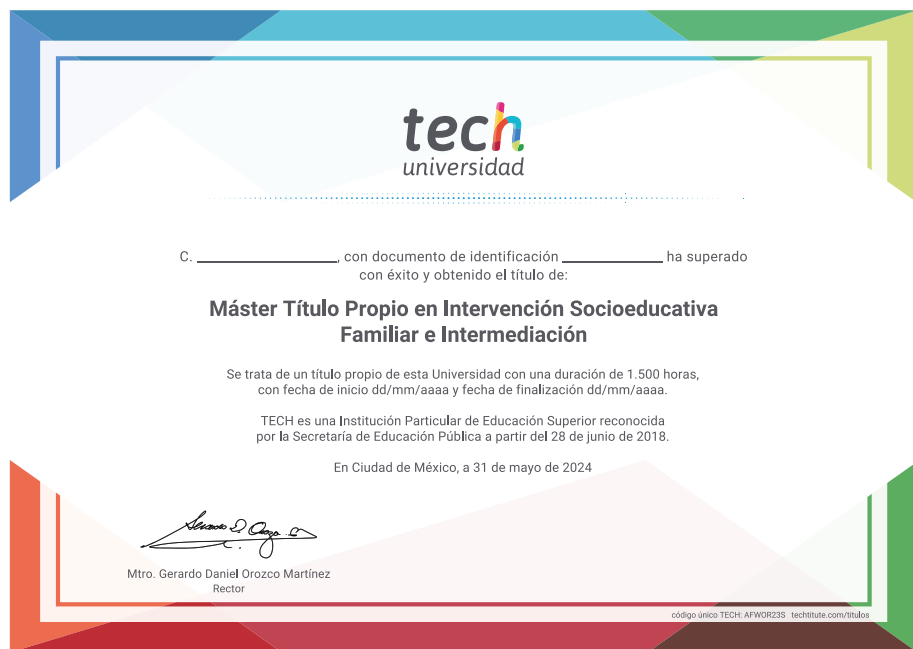 tech
universidad
C. ____________________, con documento de identificación ______________ ha superado
con éxito y obtenido el título de:
Máster Título Propio en Intervención Socioeducativa
Familiar e Intermediación
Se trata de un título propio de esta Universidad con una duración de 1.500 horas,
con fecha de inicio dd/mm/aaaa y fecha de finalización dd/mm/aaaa.
TECH es una Institución Particular de Educación Superior reconocida
por la Secretaría de Educación Pública a partir del 28 de junio de 2018.
En Ciudad de México, a 31 de mayo de 2024
Mtro. Gerardo Daniel Orozco Martínez
Rector
código único TECH: AFWOR23S techtitute.com/titulos